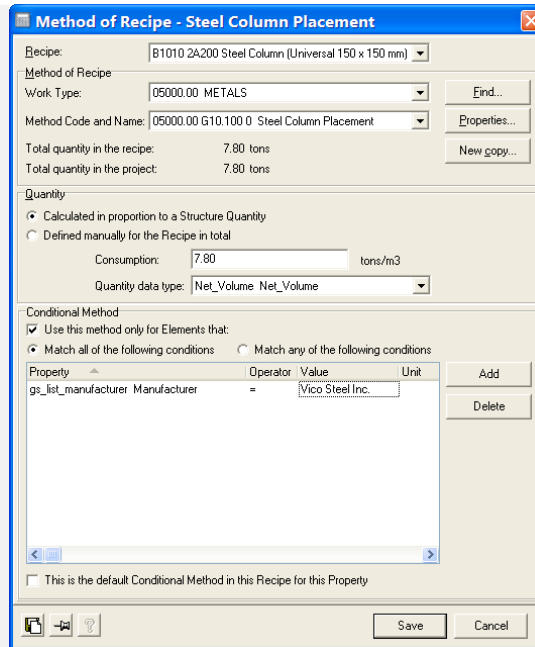 Method of Recipe - Steel Column Placement
Recipe: B1010 2A200 Steel Column (Universal 150 x 150 mm)
Method of Recipe
Work Type: 05000.00 METALS Find...
Method Code and Name: 05000.00 G10.100 0 Steel Column Placement Properties...
Total quantity in the recipe: 7.80 tons New copy...
Total quantity in the project: 7.80 tons
Quantity
Calculated in proportion to a Structure Quantity
Defined manually for the Recipe in total
Consumption: 7.80 tons/m3
Quantity data type: Net_Volume Net_Volume
Conditional Method
Use this method only for Elements that:
Match all of the following conditions Match any of the following conditions
Property Operator Value Unit Add
gs_list_manufacturer Manufacturer = Vico Steel Inc.
Delete
This is the default Conditional Method in this Recipe for this Property
? Save Cancel